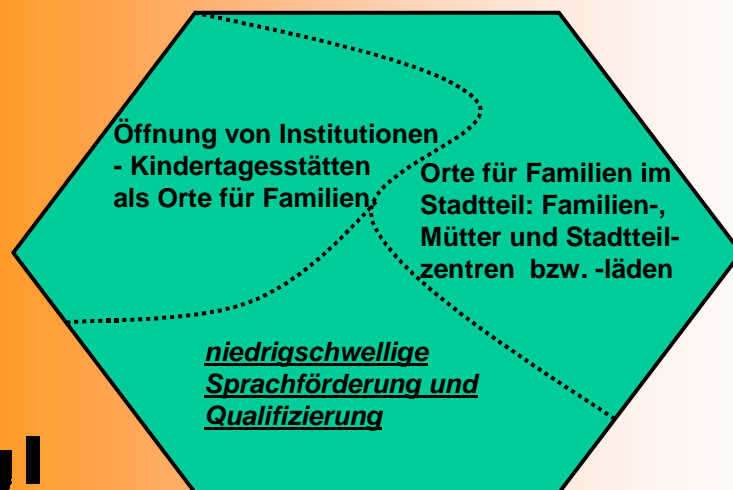 Öffnung von Institutionen
- Kindertagesstätten
als Orte für Familien
Orte für Familien im
Stadtteil: Familien-,
Mütter und Stadtteil-
zentren bzw. -läden
niedrigschwellige
Sprachförderung und
Qualifizierung